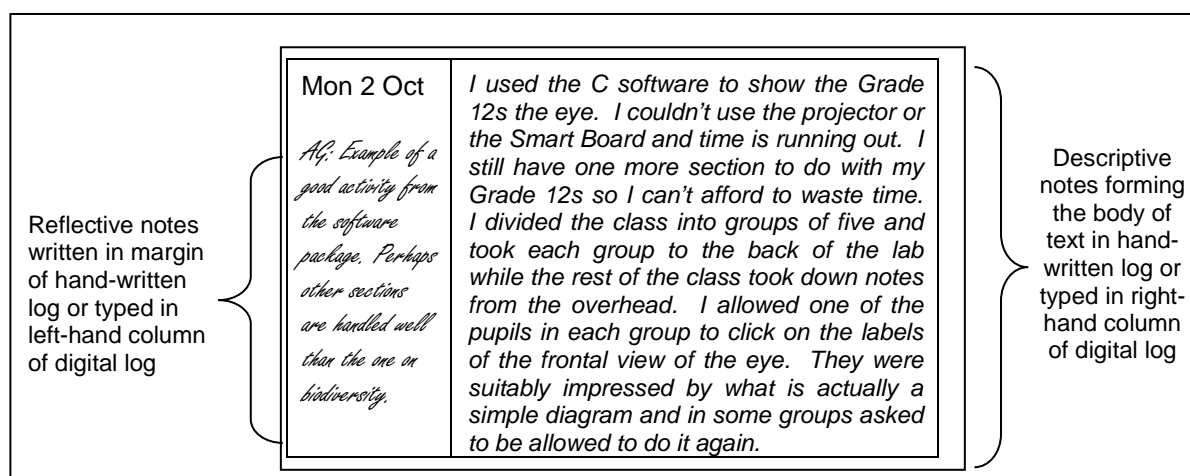 Reflective notes
written in margin
of hand-written
log or typed in
left-hand column
of digital log
Mon 2 Oct
AG: Example of a
good activity from
the software
package. Perhaps
other sections
are handled well
than the one on
biodiversity.
I used the C software to show the Grade
12s the eye. I couldn't use the projector or
the Smart Board and time is running out. I
still have one more section to do with my
Grade 12s so I can't afford to waste time.
I divided the class into groups of five and
took each group to the back of the lab
while the rest of the class took down notes
from the overhead. I allowed one of the
pupils in each group to click on the labels
of the frontal view of the eye. They were
suitably impressed by what is actually a
simple diagram and in some groups asked
to be allowed to do it again.
Descriptive
notes forming
the body of
text in hand-
written log or
typed in right-
hand column
of digital log